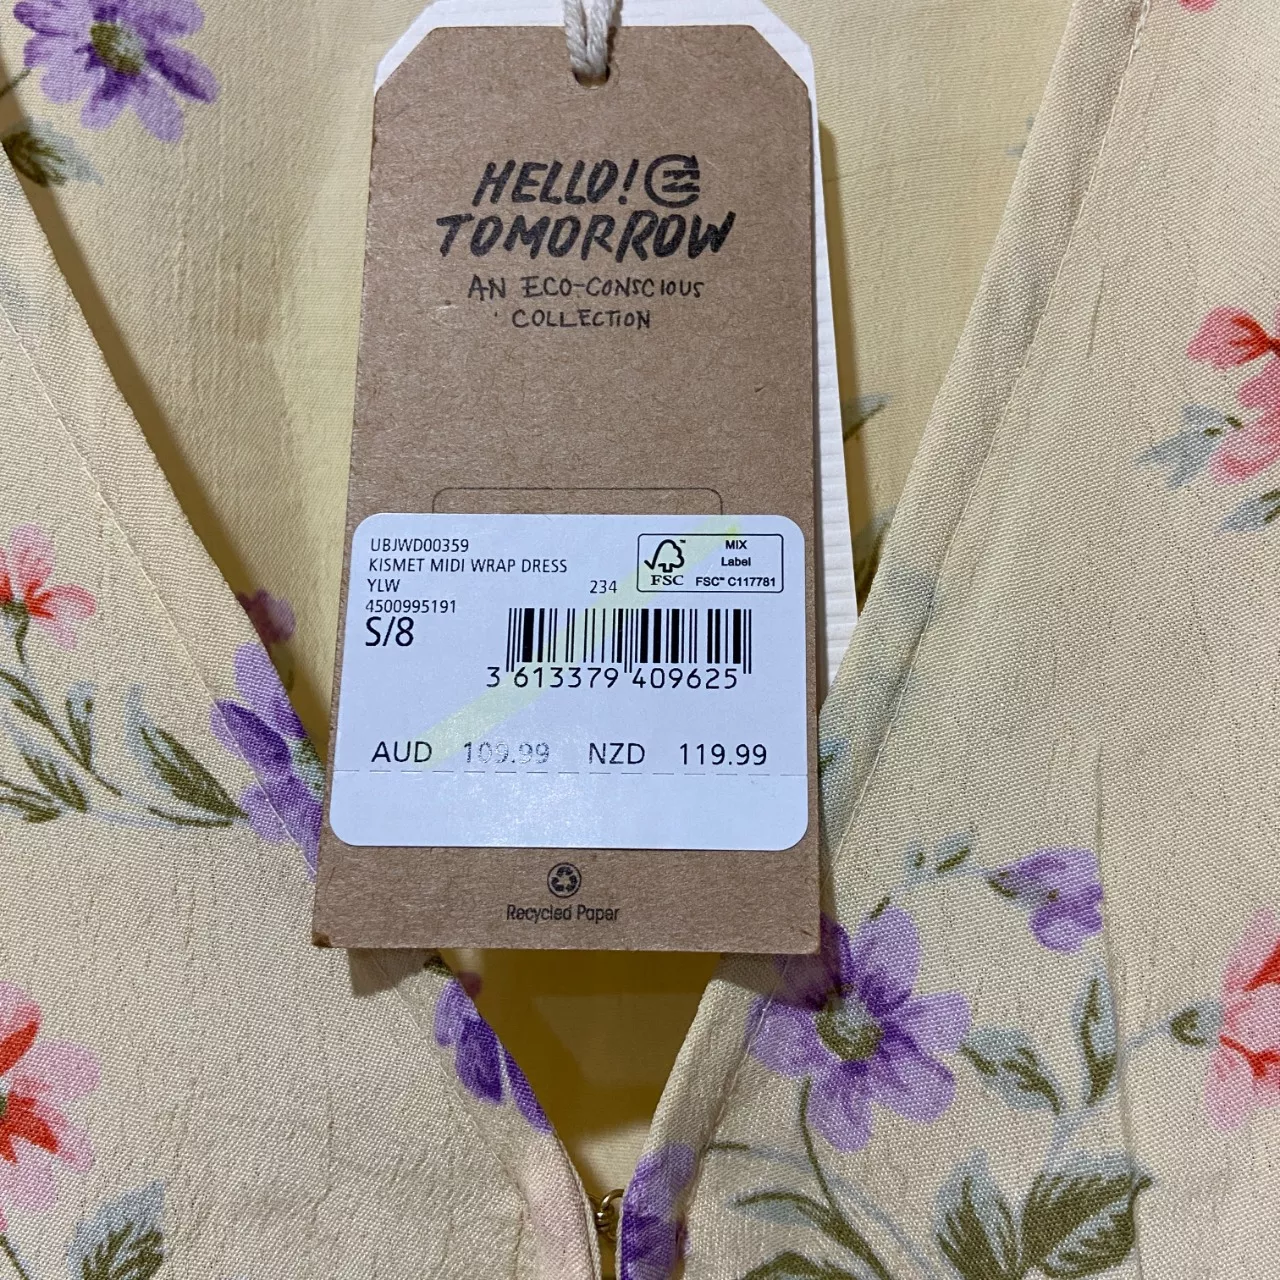 HELLO!
TOMORROW
AN ECO-CONSCIOUS
COLLECTION
UBJWD00359
KISMET MIDI WRAP DRESS
YLW
234
4500995191
S/8
MIX
Label
FSC™ C117781
FSC
3 613379 409625
AUD 109.99 NZD 119.99
Recycled Paper